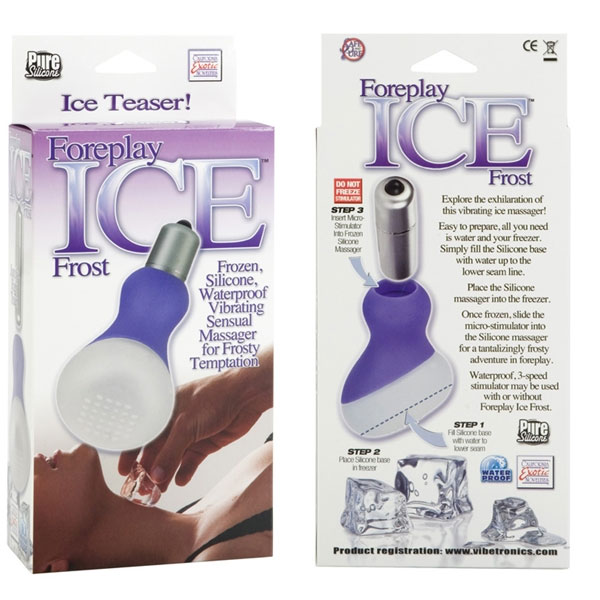 Pure
Silicone
CALIFORNIA
Exotic
NOVELTIES
Ice Teaser!
Foreplay
ICE™
Frost
Frozen,
Silicone,
Waterproof
Vibrating
Sensual
Massager
for Frosty
Temptation
CE
Foreplay
ICE™
Frost
DO NOT
FREEZE
STIMULATOR
STEP 3
Insert Micro-
Stimulator
Into Frozen
Silicone
Massager
Explore the exhilaration of
this vibrating ice massager!
Easy to prepare, all you need
is water and your freezer.
Simply fill the Silicone base
with water up to the
lower seam line.
Place the Silicone
massager into the freezer.
Once frozen, slide the
micro-stimulator into
the Silicone massager
for a tantalizingly frosty
adventure in foreplay.
Waterproof, 3-speed
stimulator may be used
with or without
Foreplay Ice Frost.
STEP 1
Fill Silicone base
with water to
lower seam
STEP 2
Place Silicone base
in freezer
Pure
Silicone
WATER
PROOF
CALIFORNIA
Exotic
NOVELTIES
Product registration: www.vibetronics.com